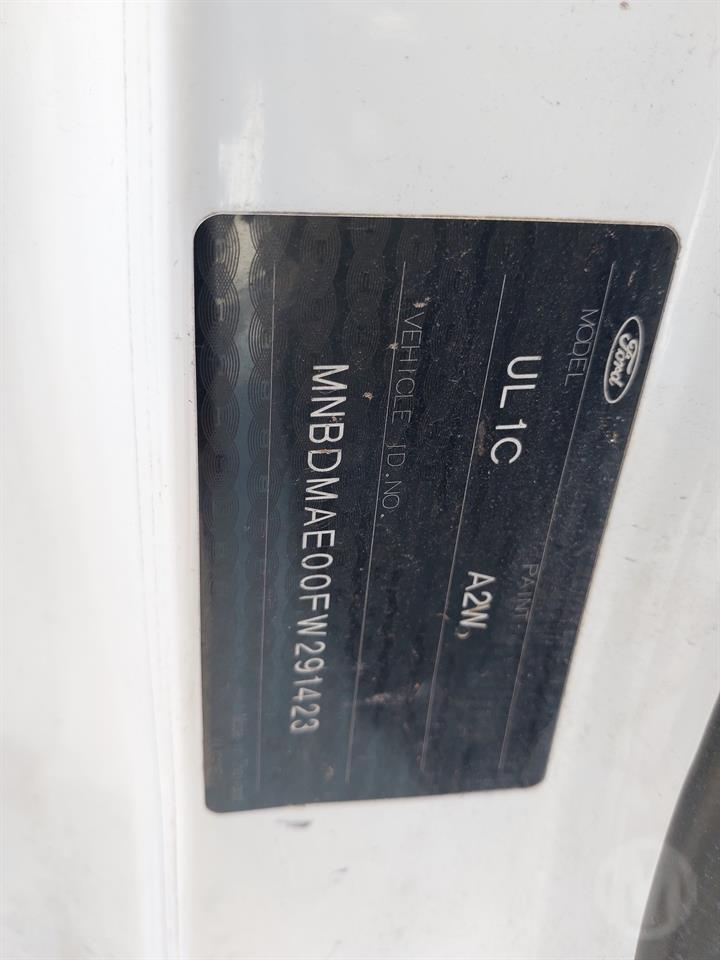 Ford
MODEL PAINT
UL1C A2W
VEHICLE ID.NO.
MNBDMAE00FW291423